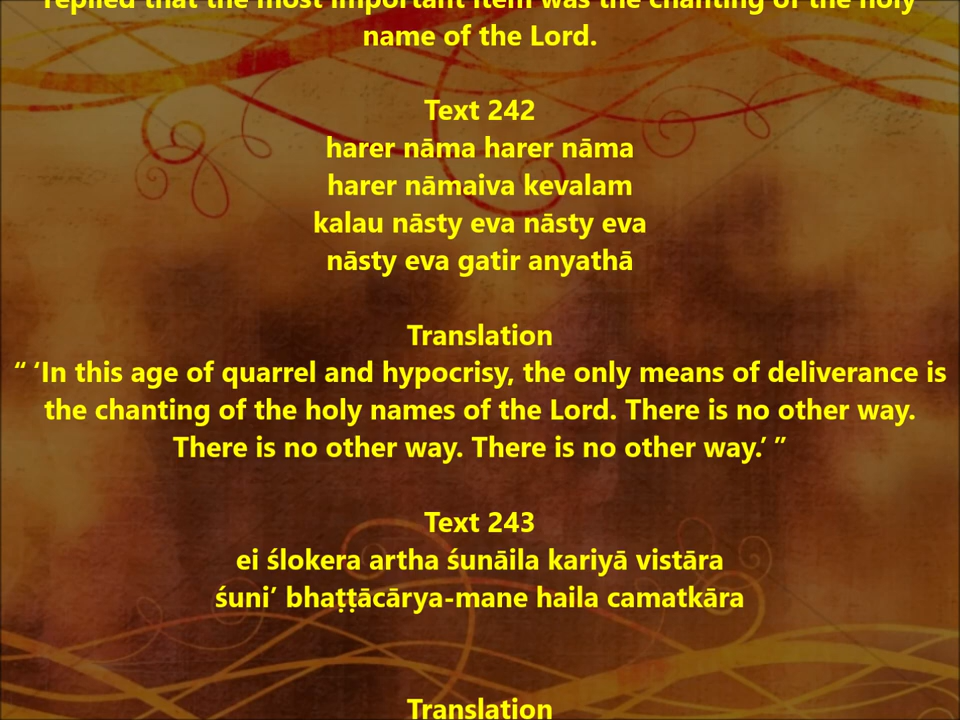 replied that the most important item was the chanting of the holy
name of the Lord.
Text 242
harer nāma harer nāma
harer nāmaiva kevalam
kalau nāsty eva nāsty eva
nāsty eva gatir anyathā
Translation
“ ‘In this age of quarrel and hypocrisy, the only means of deliverance is
the chanting of the holy names of the Lord. There is no other way.
There is no other way. There is no other way.’ ”
Text 243
ei ślokera artha śunāila kariyā vistāra
śuni’ bhaṭṭācārya-mane haila camatkāra
Translation